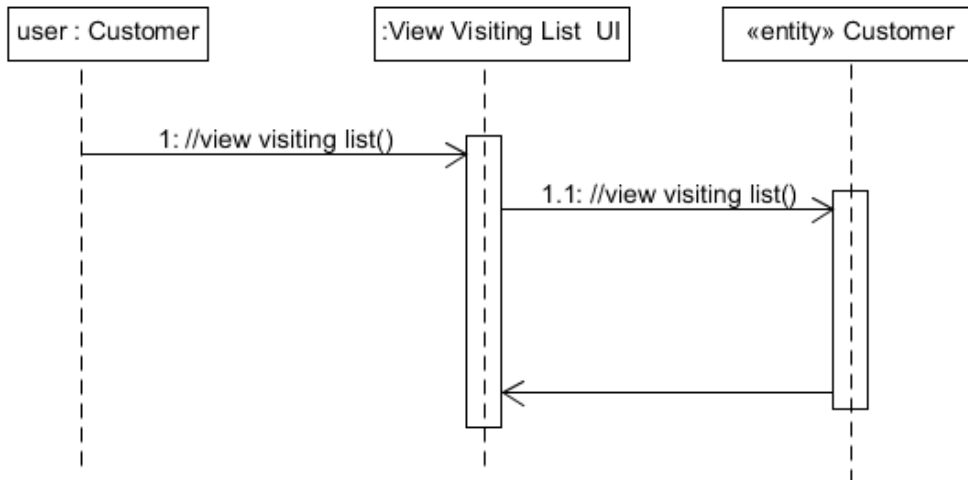 user : Customer
:View Visiting List  UI
«entity» Customer
1: //view visiting list()
1.1: //view visiting list()